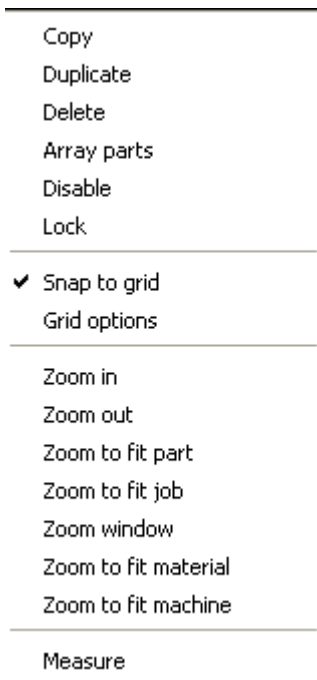 Copy
Duplicate
Delete
Array parts
Disable
Lock
Snap to grid
Grid options
Zoom in
Zoom out
Zoom to fit part
Zoom to fit job
Zoom window
Zoom to fit material
Zoom to fit machine
Measure